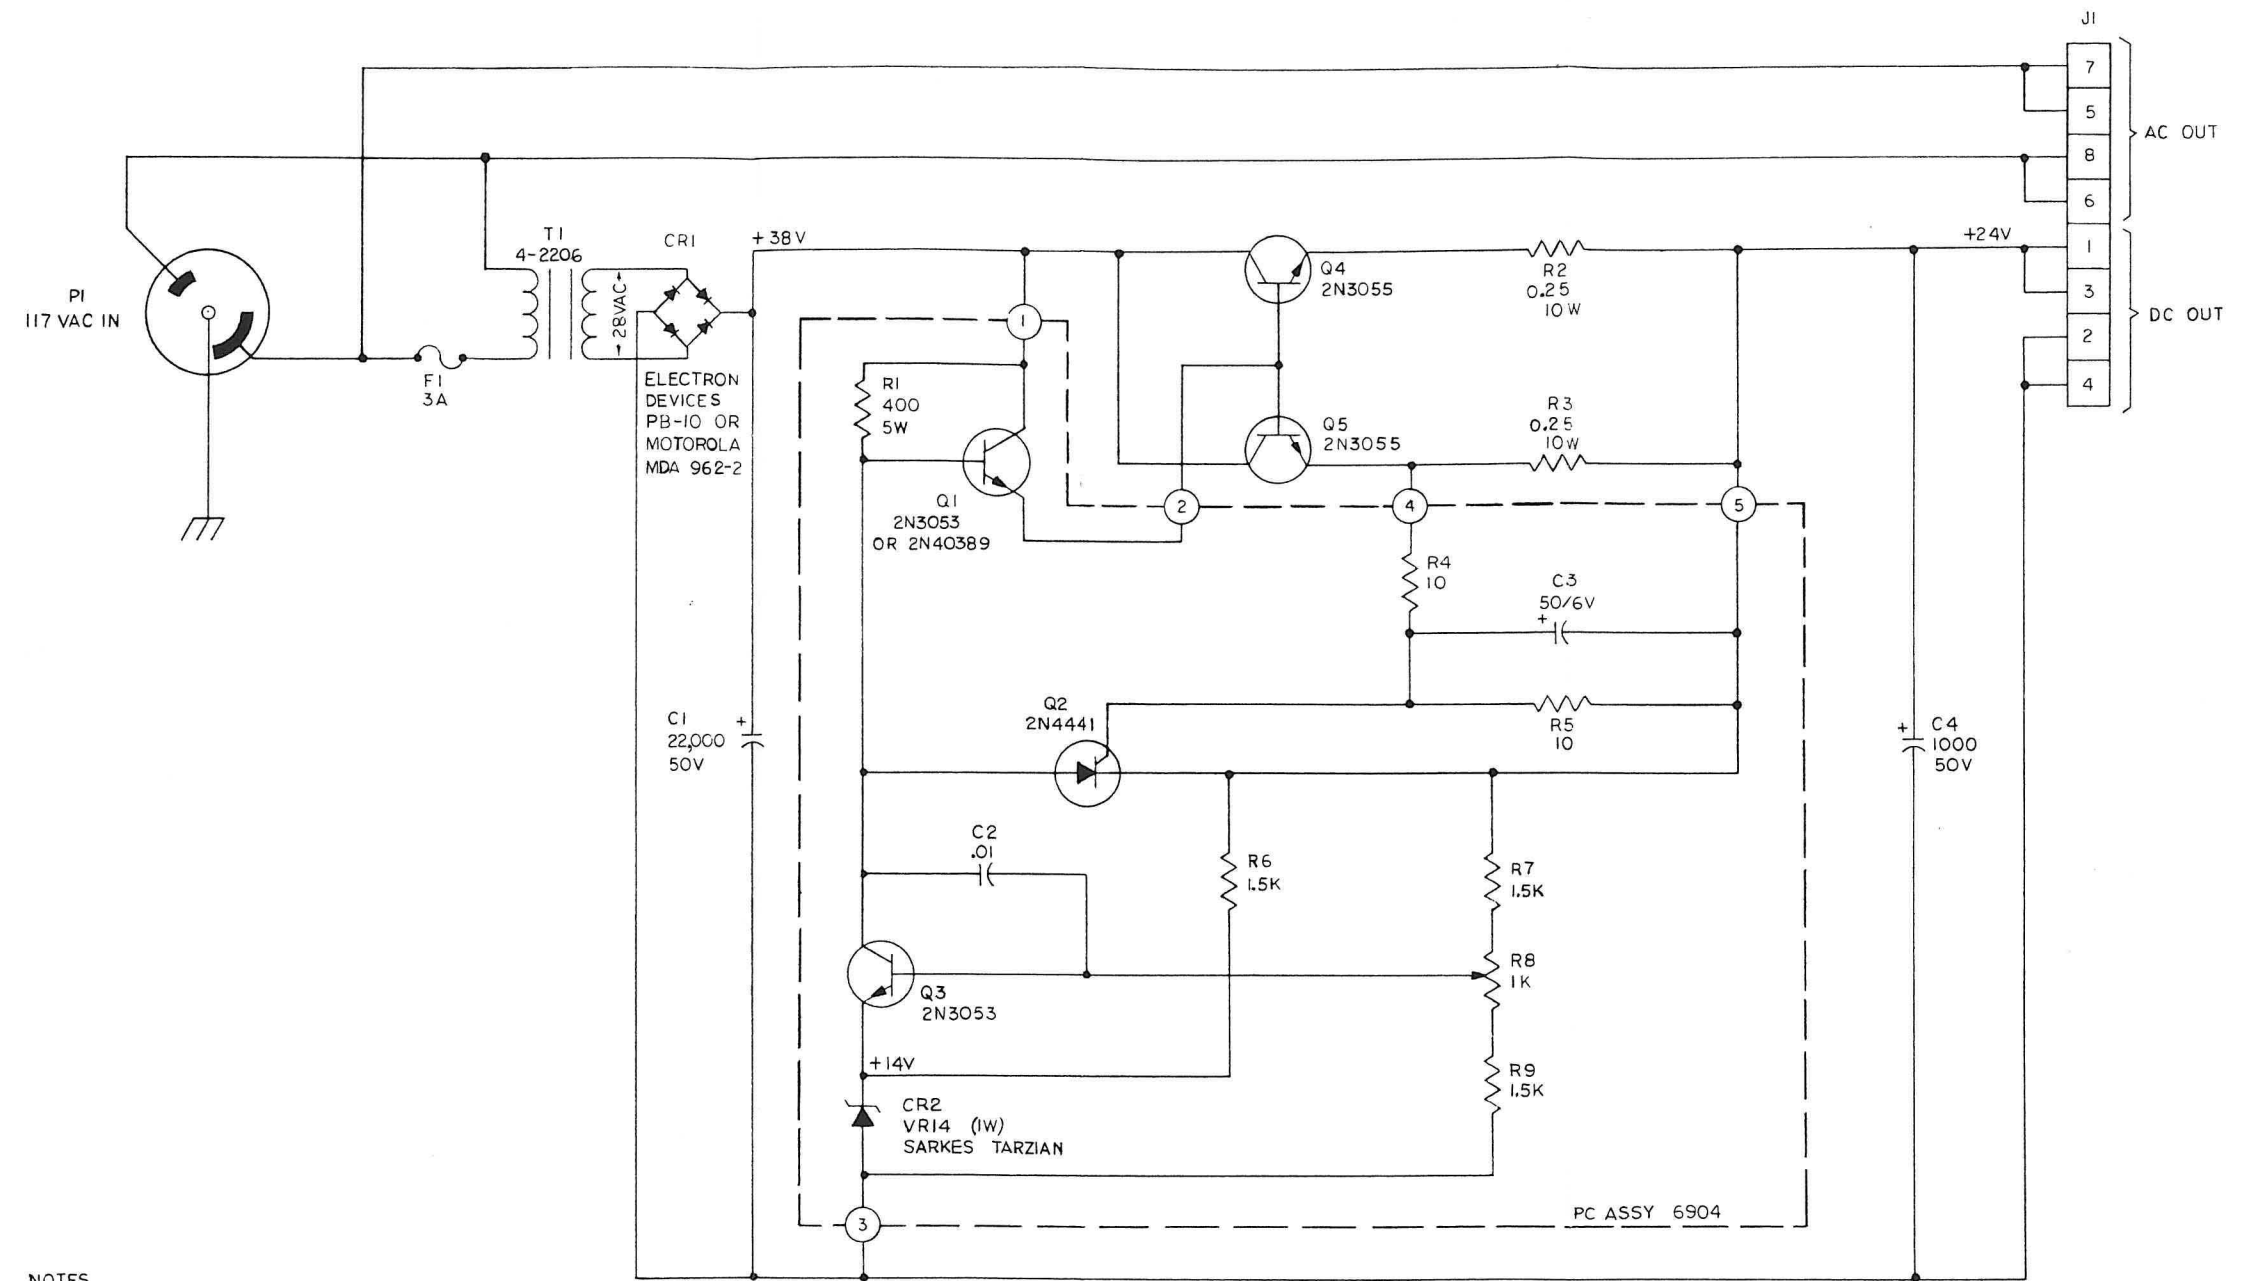 J1
7
5
8
6
1
3
2
4
AC OUT
DC OUT
P1
117 VAC IN
F1
3A
T1
4-2206
28VAC
CR1
ELECTRON
DEVICES
PB-10 OR
MOTOROLA
MDA 962-2
+38V
C1
22,000
50V
+
1
R1
400
5W
Q1
2N3053
OR 2N40389
2
Q4
2N3055
Q5
2N3055
R2
0.25
10W
R3
0.25
10W
+24V
4
5
R4
10
C3
50/6V
+
Q2
2N4441
R5
10
C4
1000
50V
+
C2
.01
R6
1.5K
R7
1.5K
R8
1K
Q3
2N3053
+14V
R9
1.5K
CR2
VR14 (1W)
SARKES TARZIAN
3
PC ASSY 6904
NOTES